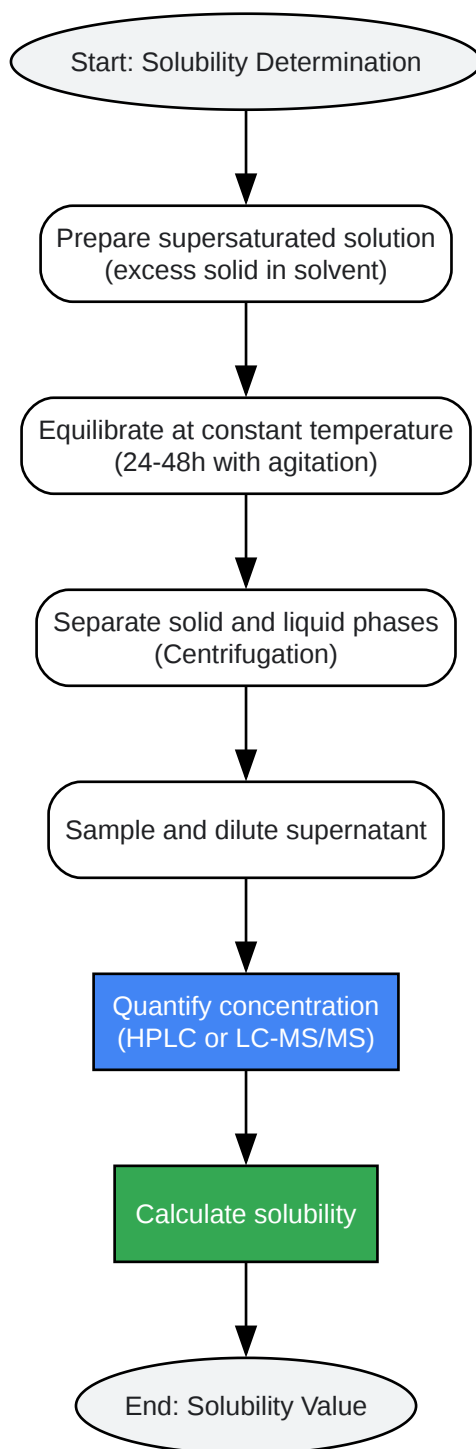 Start: Solubility Determination
Prepare supersaturated solution
(excess solid in solvent)
Equilibrate at constant temperature
(24-48h with agitation)
Separate solid and liquid phases
(Centrifugation)
Sample and dilute supernatant
Quantify concentration
(HPLC or LC-MS/MS)
Calculate solubility
End: Solubility Value